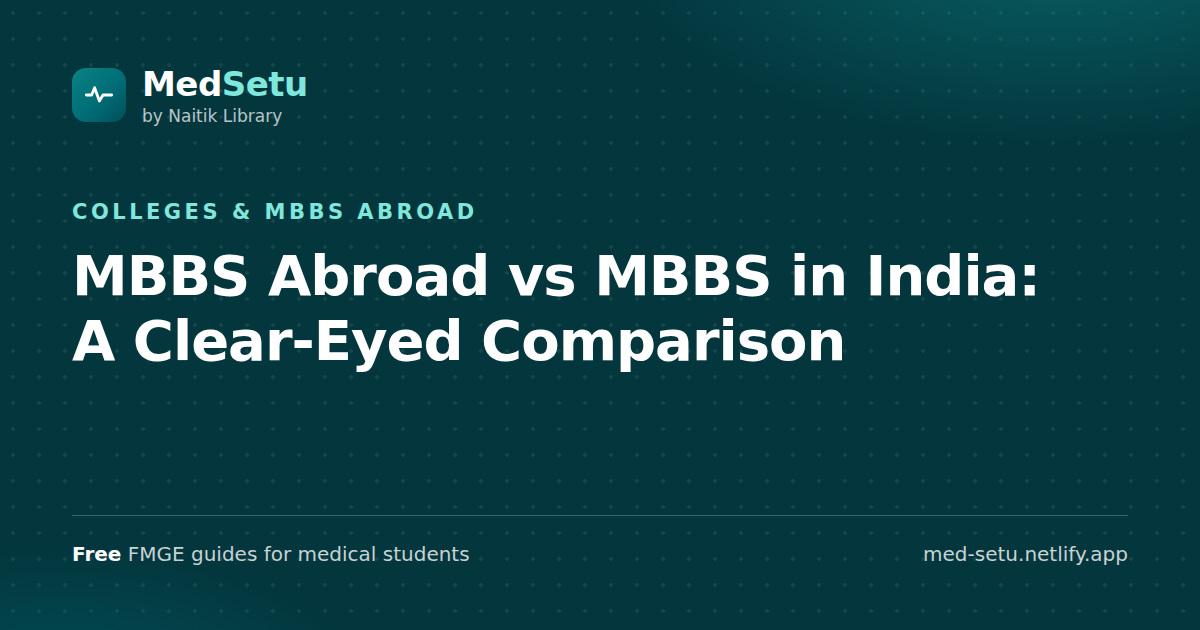 MedSetu
by Naitik Library
COLLEGES & MBBS ABROAD
MBBS Abroad vs MBBS in India:
A Clear-Eyed Comparison
Free FMGE guides for medical students
med-setu.netlify.app